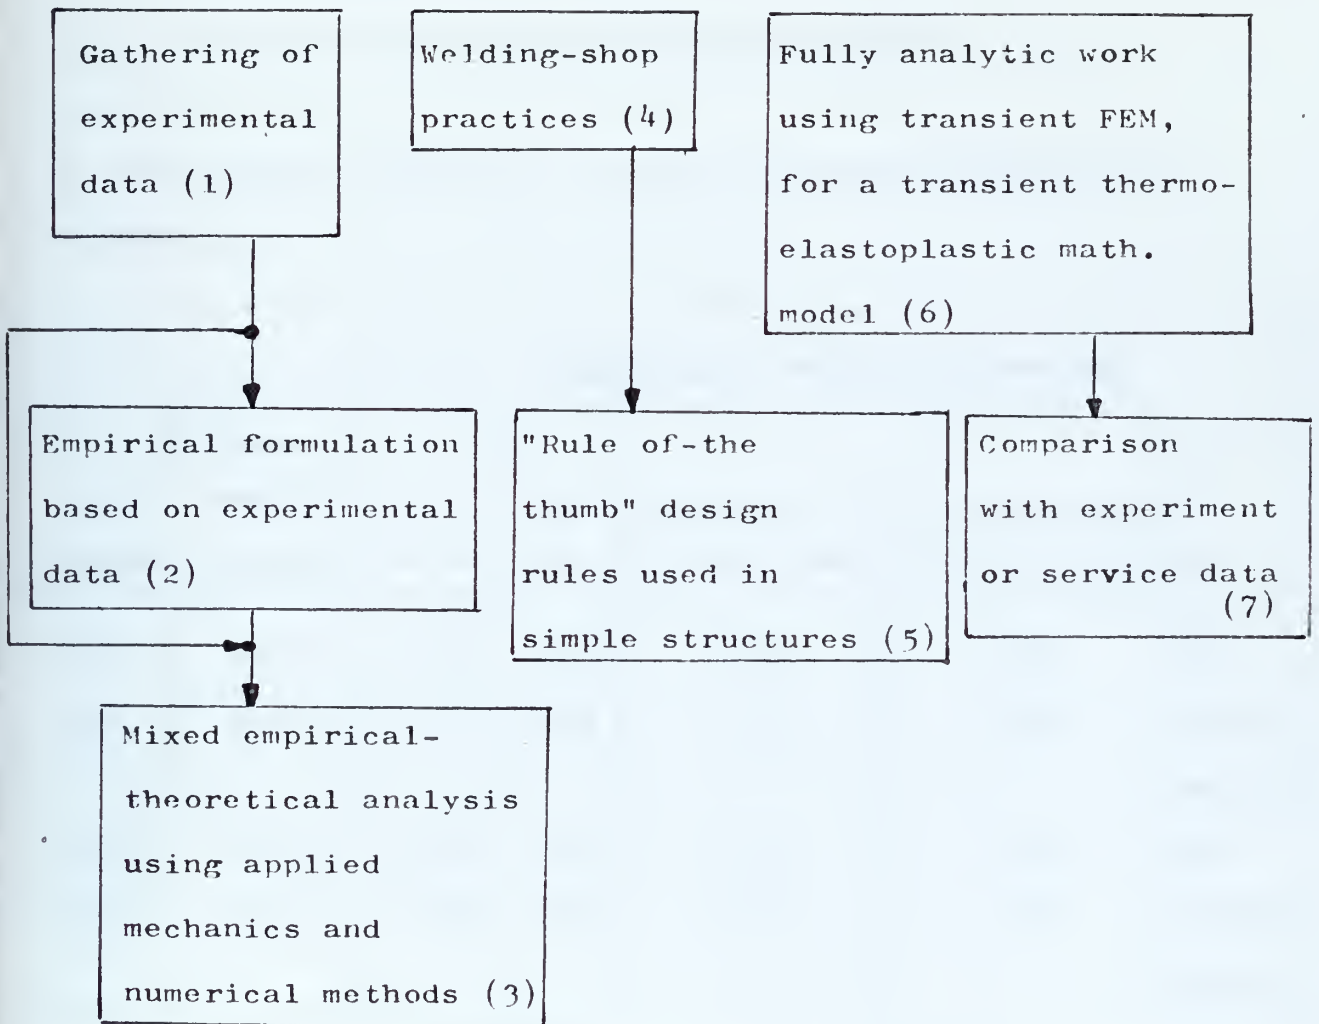 Gathering of
experimental
data (1)
Welding-shop
practices (4)
Fully analytic work
using transient FEM,
for a transient thermo-
elastoplastic math.
model (6)
Empirical formulation
based on experimental
data (2)
"Rule of-the
thumb" design
rules used in
simple structures (5)
Comparison
with experiment
or service data
(7)
Mixed empirical-
theoretical analysis
using applied
mechanics and
numerical methods (3)